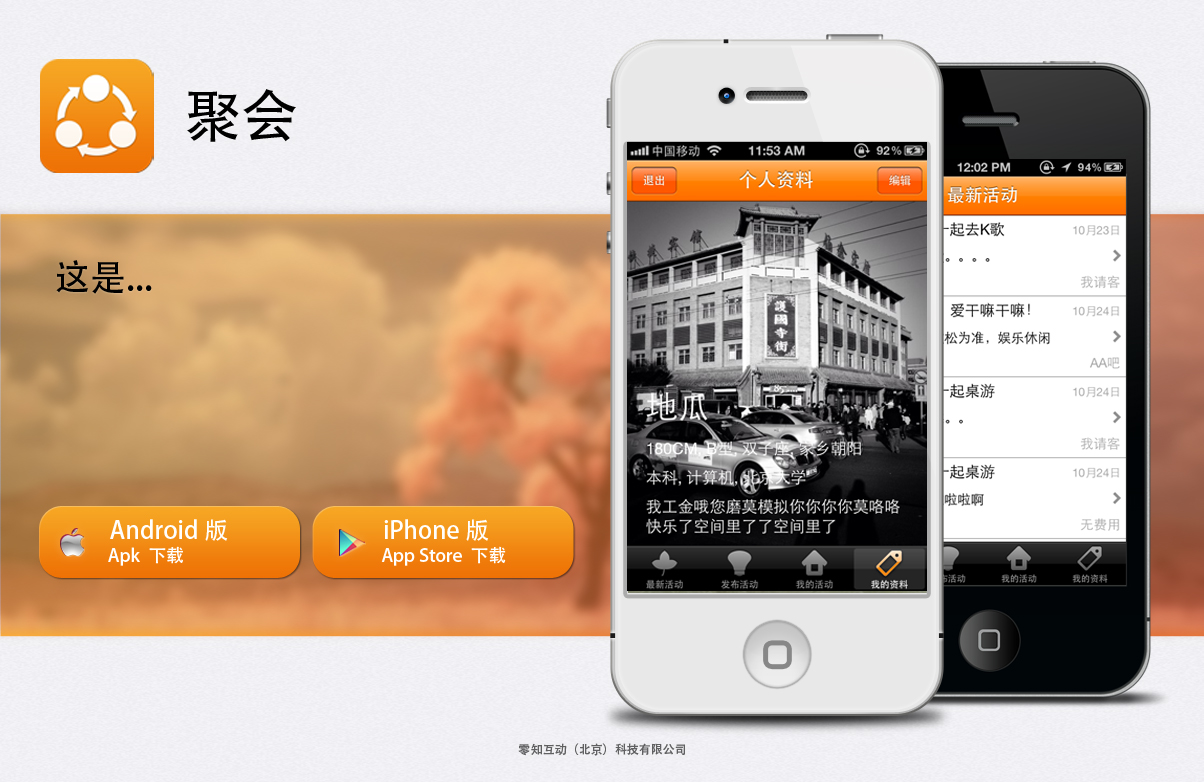 聚会
这是...
Android 版
Apk 下载
iPhone 版
App Store 下载
中国移动
11:53 AM
92%
退出
个人资料
编辑
護國寺街
地瓜
180CM, B型, 双子座, 家乡朝阳
本科, 计算机, 北京大学
我工金哦您磨莫模拟你你你你莫咯咯
快乐了空间里了了空间里了
最新活动
发布活动
我的活动
我的资料
12:02 PM
94%
最新活动
一起去K歌
10月23日
。。。。
我请客
爱干嘛干嘛！
10月24日
松为准，娱乐休闲
AA吧
一起桌游
10月24日
。。
我请客
一起桌游
10月24日
啦啦啊
无费用
活动
我的活动
我的资料
零知互动（北京）科技有限公司